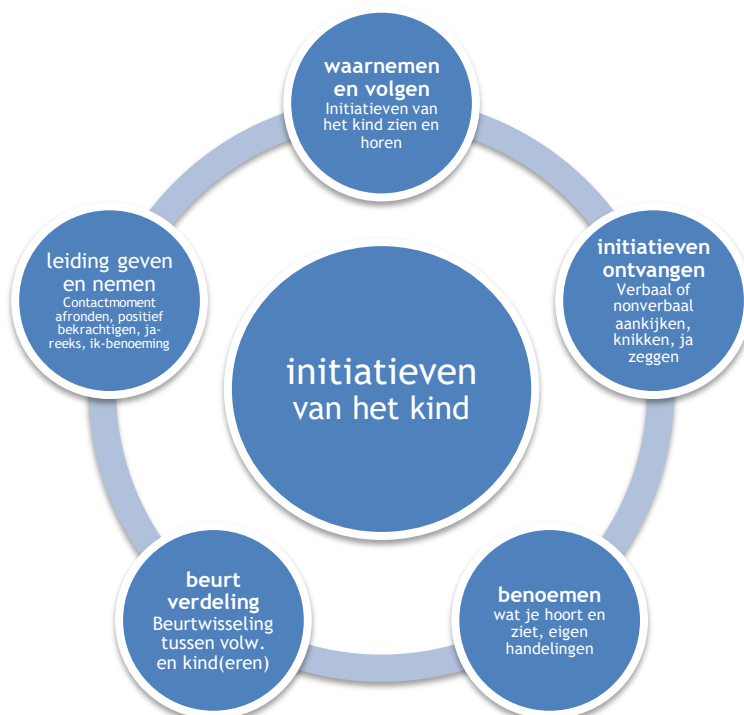 waarnemen
en volgen
Initiatieven van
het kind zien en
horen
initiatieven
ontvangen
Verbaal of
nonverbaal
aankijken,
knikken, ja
zeggen
benoemen
wat je hoort en
ziet, eigen
handelingen
beurt
verdeling
Beurtwisseling
tussen volw.
en kind(eren)
leiding geven
en nemen
Contactmoment
afronden, positief
bekrachtigen, ja-
reeks, ik-benoeming
initiatieven
van het kind